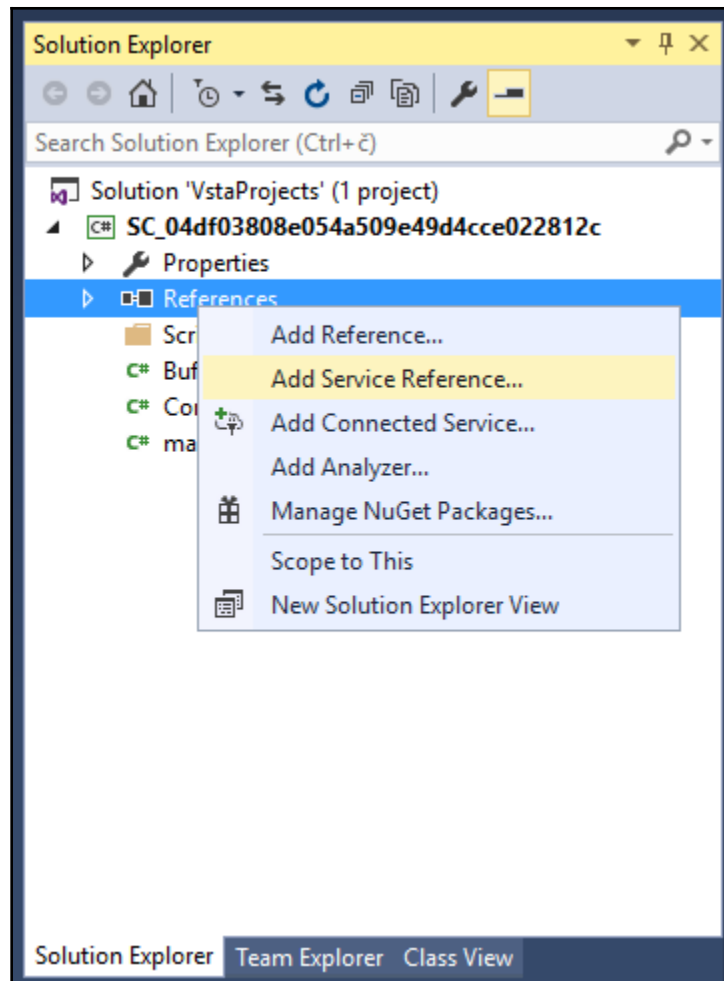 Solution Explorer
Search Solution Explorer (Ctrl+č)
Solution 'VstaProjects' (1 project)
C# SC_04df03808e054a509e49d4cce022812c
Properties
References
Scr
Add Reference...
C# Buf
Add Service Reference...
C# Co
Add Connected Service...
C# ma
Add Analyzer...
Manage NuGet Packages...
Scope to This
New Solution Explorer View
Solution Explorer Team Explorer Class View